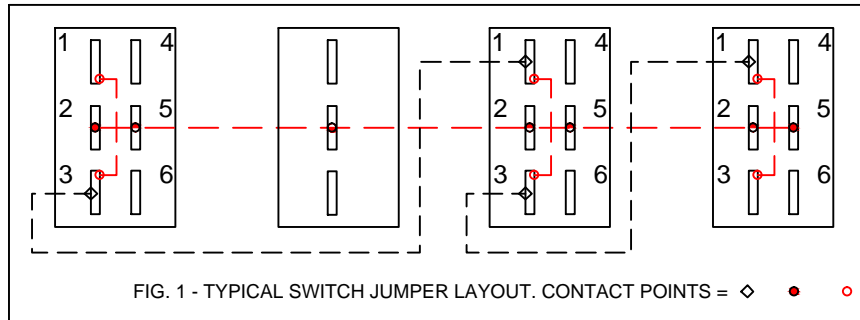 1 4 1 4 1 4
2 5 2 5 2 5
3 6 3 6 3 6
FIG. 1 - TYPICAL SWITCH JUMPER LAYOUT. CONTACT POINTS =